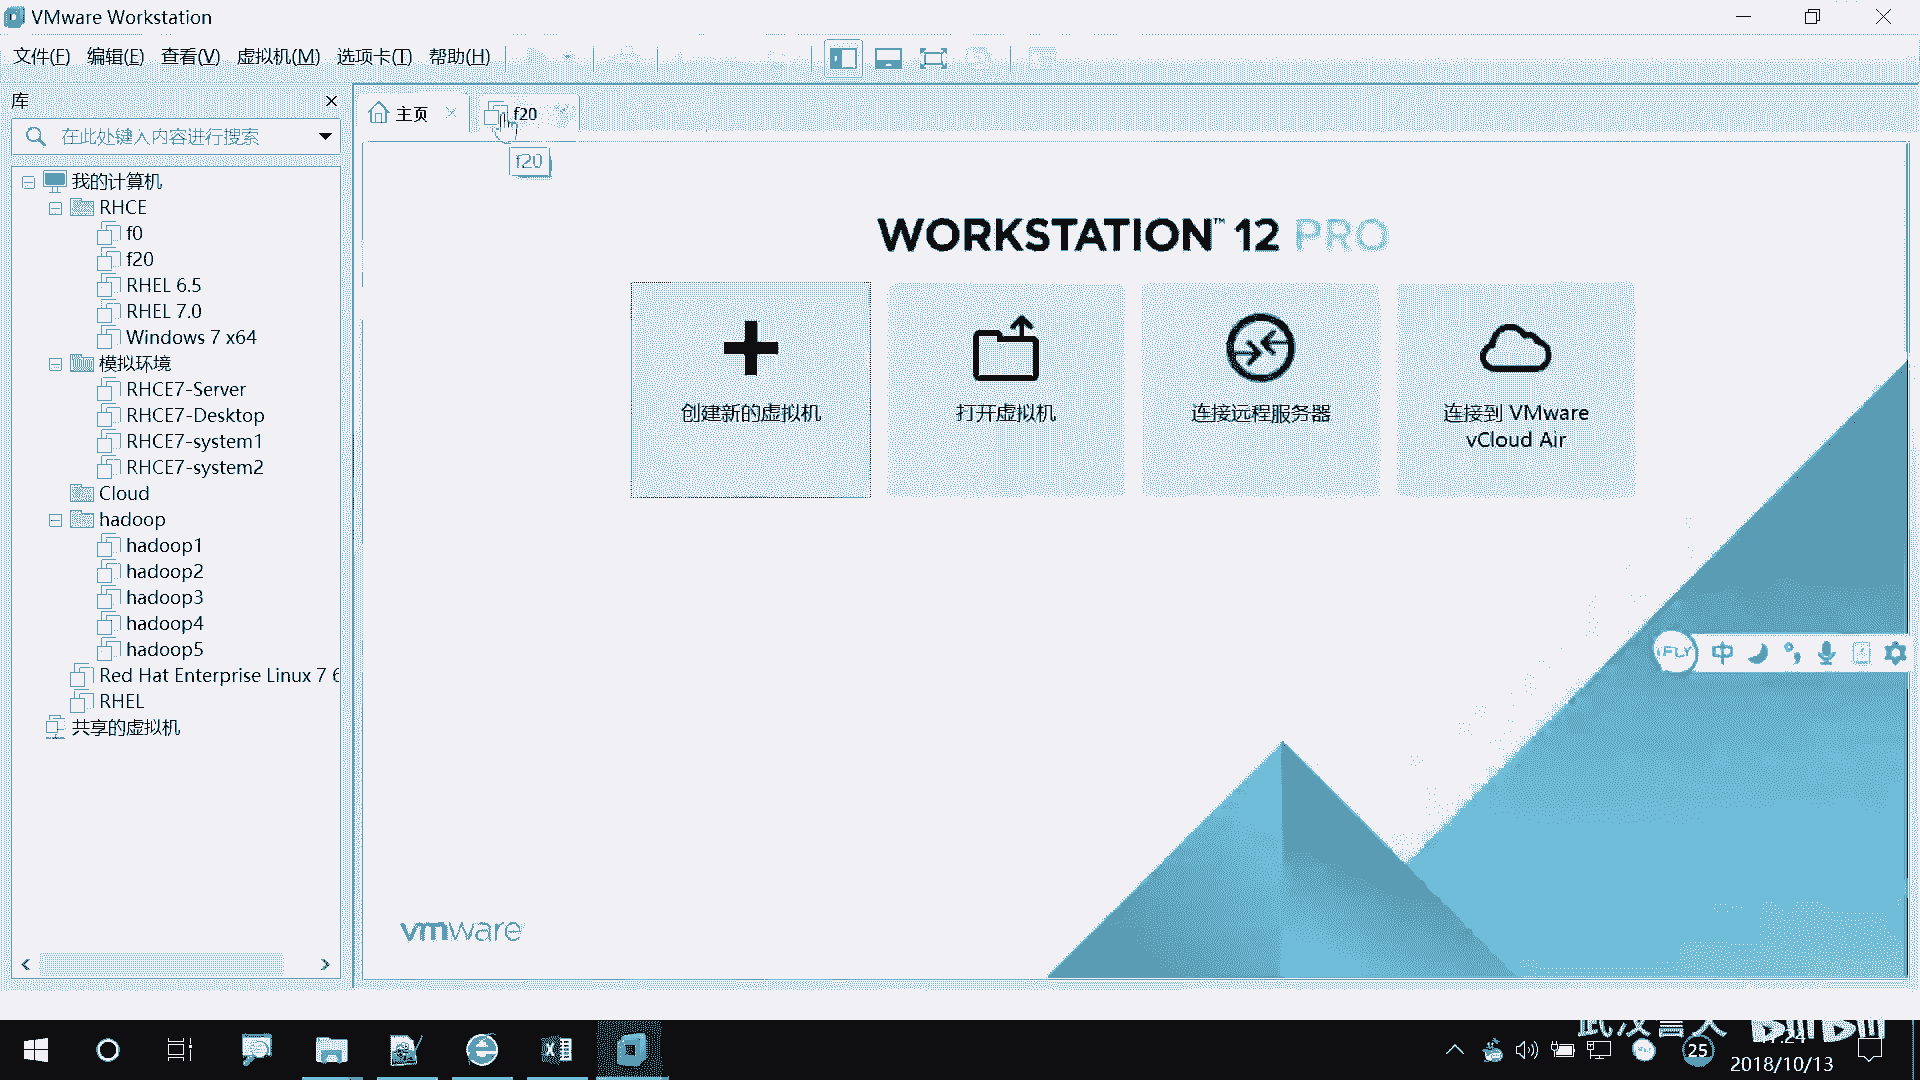 VMware Workstation
文件(F) 编辑(E) 查看(V) 虚拟机(M) 选项卡(T) 帮助(H)
库
在此处键入内容进行搜索
我的计算机
RHCE
f0
f20
RHEL 6.5
RHEL 7.0
Windows 7 x64
模拟环境
RHCE7-Server
RHCE7-Desktop
RHCE7-system1
RHCE7-system2
Cloud
hadoop
hadoop1
hadoop2
hadoop3
hadoop4
hadoop5
Red Hat Enterprise Linux 7 6
RHEL
共享的虚拟机
主页
f20
f20
WORKSTATION™ 12 PRO
创建新的虚拟机
打开虚拟机
连接远程服务器
连接到 VMware
vCloud Air
vmware
iFLY 中
25
2018/10/13